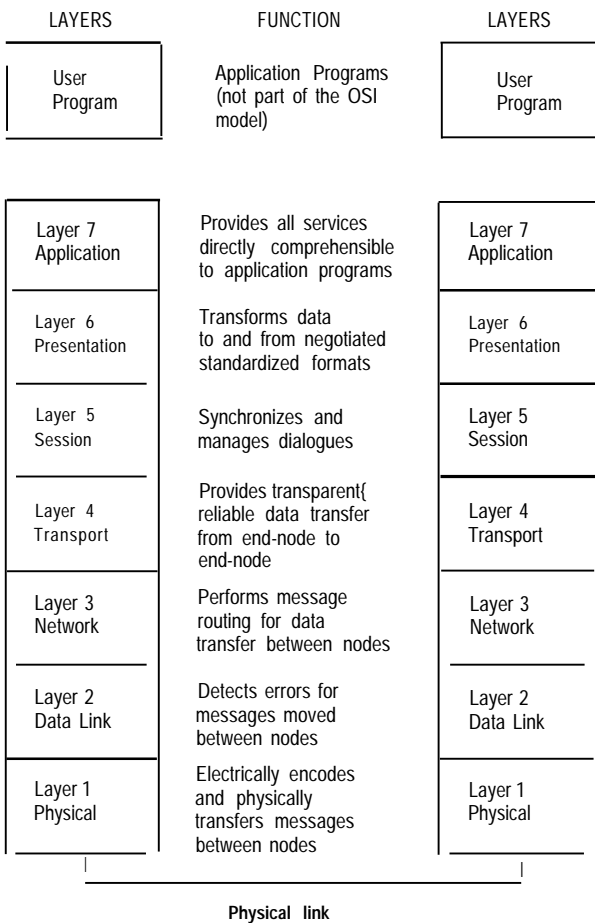 LAYERS FUNCTION LAYERS
User
Program
Application Programs
(not part of the OSI
model)
User
Program
Layer 7
Application
Provides all services
directly comprehensible
to application programs
Layer 7
Application
Layer 6
Presentation
Transforms data
to and from negotiated
standardized formats
Layer 6
Presentation
Layer 5
Session
Synchronizes and
manages dialogues
Layer 5
Session
Layer 4
Transport
Provides transparent{
reliable data transfer
from end-node to
end-node
Layer 4
Transport
Layer 3
Network
Performs message
routing for data
transfer between nodes
Layer 3
Network
Layer 2
Data Link
Detects errors for
messages moved
between nodes
Layer 2
Data Link
Layer 1
Physical
Electrically encodes
and physically
transfers messages
between nodes
Layer 1
Physical
Physical link